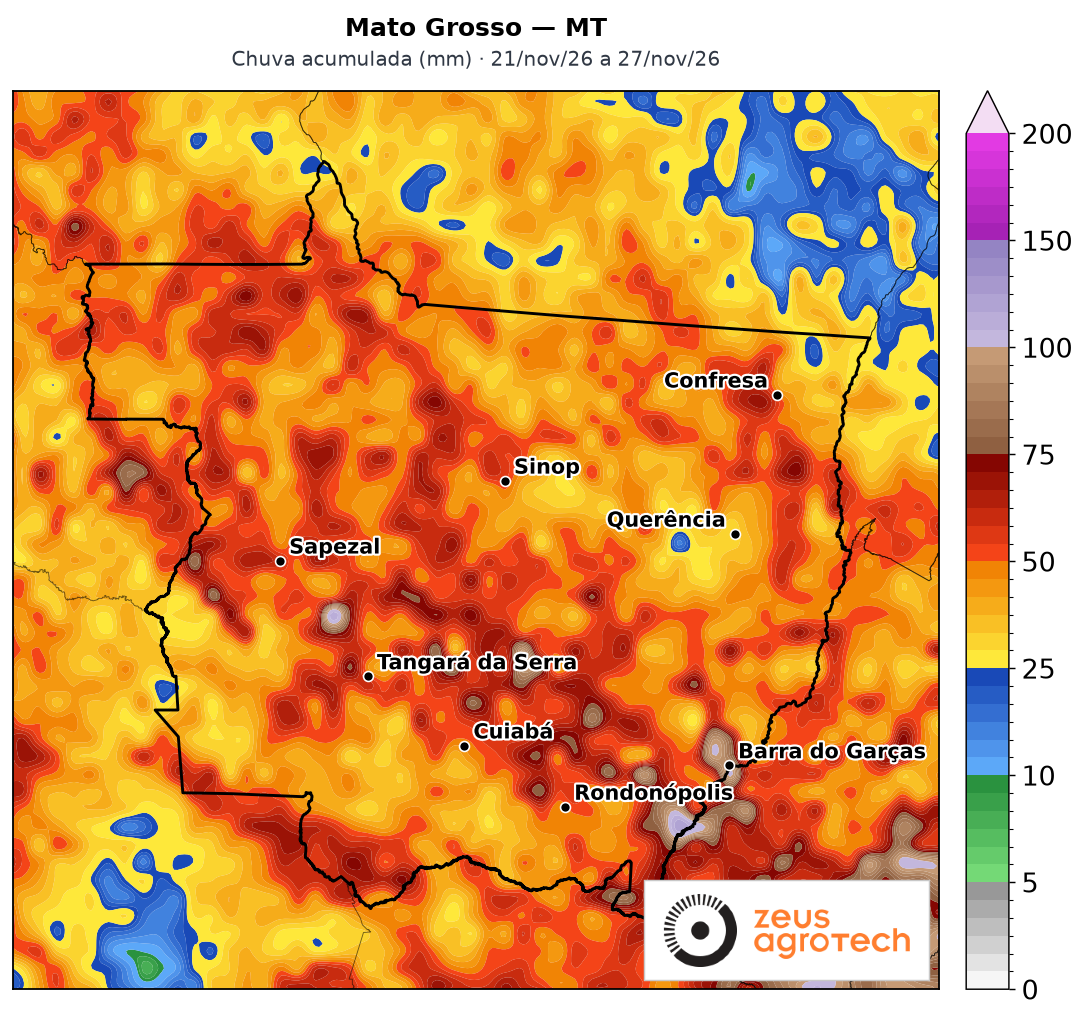 Mato Grosso — MT
Chuva acumulada (mm) · 21/nov/26 a 27/nov/26
200
150
100
75
50
25
10
5
0
Confresa
Sinop
Querência
Sapezal
Tangará da Serra
Cuiabá
Barra do Garças
Rondonópolis
zeus
agrotech